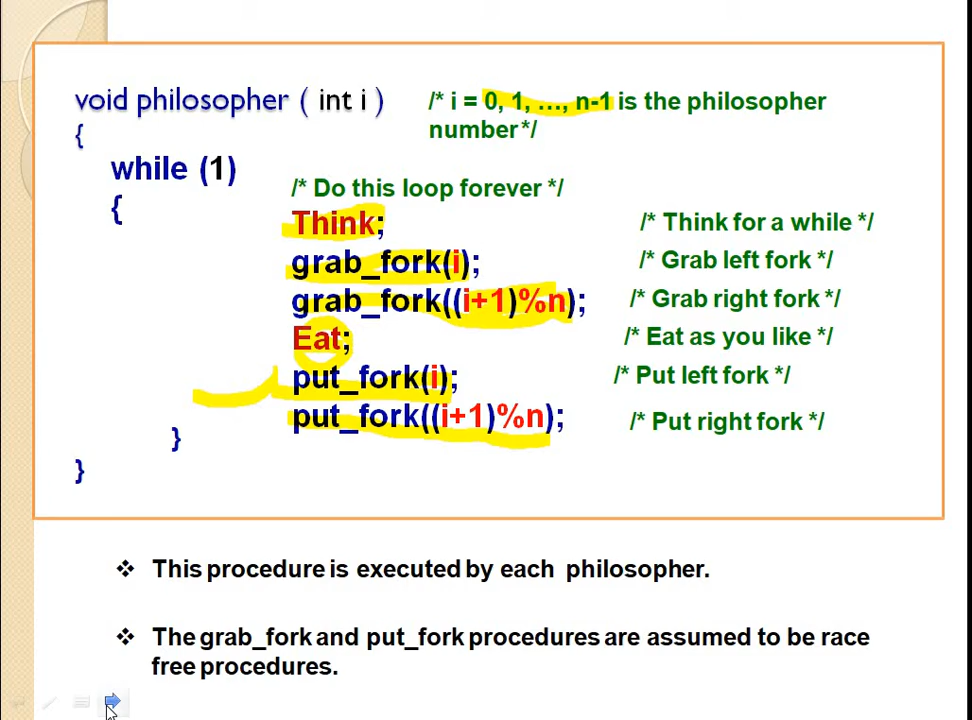 void philosopher ( int i ) /* i = 0, 1, ..., n-1 is the philosopher
number*/
{
while (1)
/* Do this loop forever */
{
Think; /* Think for a while */
grab_fork(i); /* Grab left fork */
grab_fork((i+1)%n); /* Grab right fork */
Eat; /* Eat as you like */
put_fork(i); /* Put left fork */
put_fork((i+1)%n); /* Put right fork */
}
}
❖ This procedure is executed by each philosopher.
❖ The grab_fork and put_fork procedures are assumed to be race
free procedures.